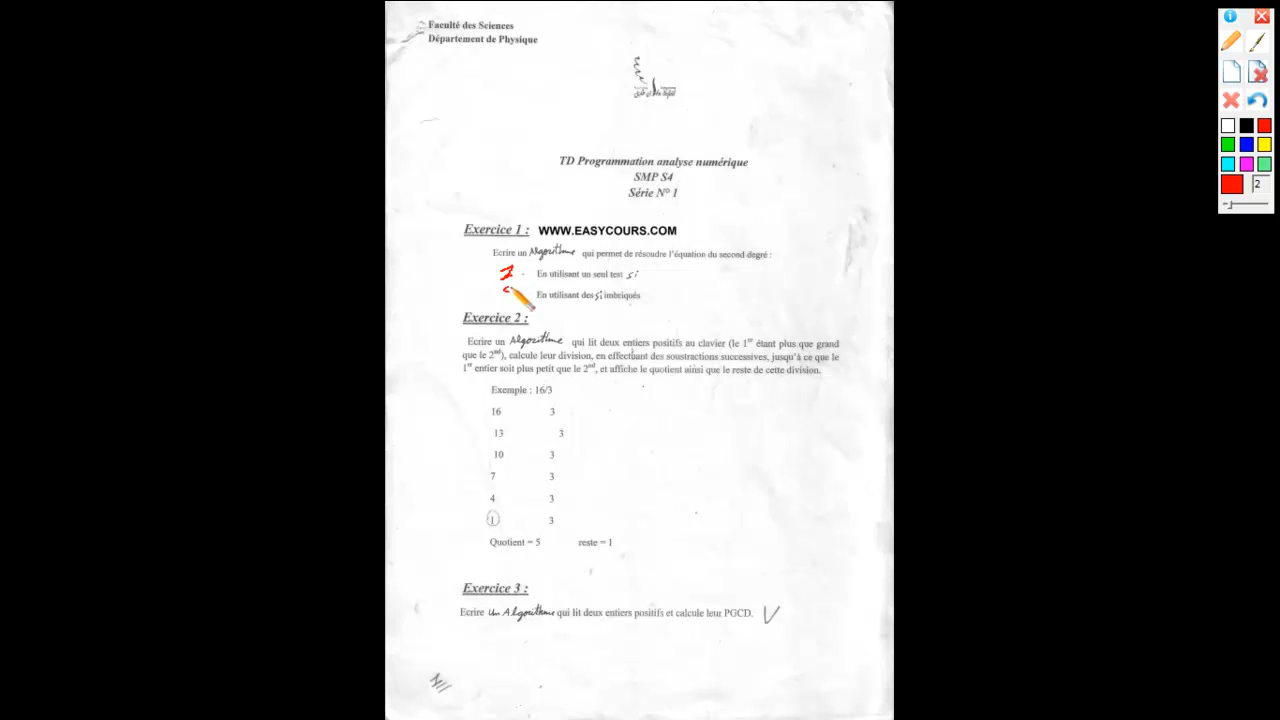 Faculté des Sciences
Département de Physique
TD Programmation analyse numérique
SMP S4
Série N° 1
Exercice 1 : WWW.EASYCOURS.COM
Ecrire un Algorithme qui permet de résoudre l'équation du second degré :
1 - En utilisant un seul test si
En utilisant des si imbriqués
Exercice 2 :
Ecrire un Algorithme qui lit deux entiers positifs au clavier (le 1er étant plus que grand
que le 2nd), calcule leur division, en effectuant des soustractions successives, jusqu'à ce que le
1er entier soit plus petit que le 2nd, et affiche le quotient ainsi que le reste de cette division.
Exemple : 16/3
16 3
13 3
10 3
7 3
4 3
1 3
Quotient = 5 reste = 1
Exercice 3 :
Ecrire un Algorithme qui lit deux entiers positifs et calcule leur PGCD.
2